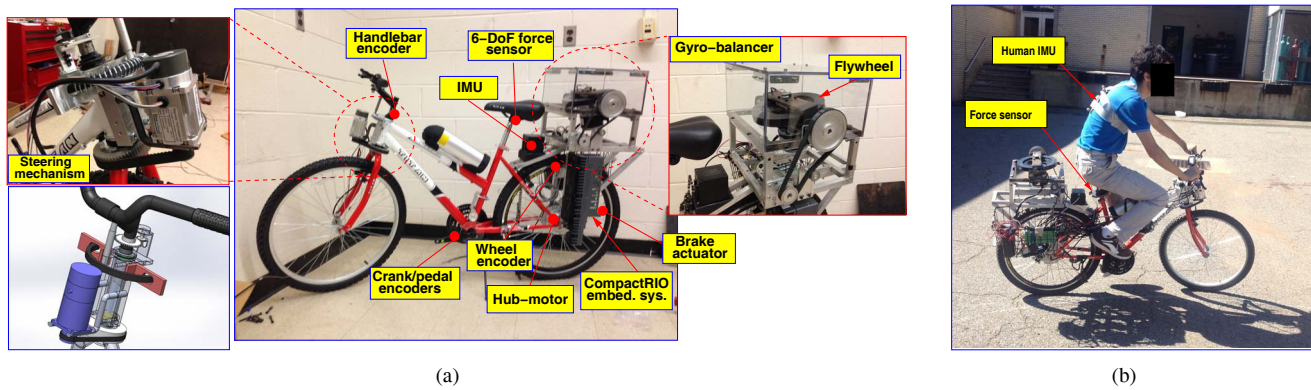 Handlebar
encoder
6−DoF force
sensor
IMU
Gyro−balancer
Flywheel
Steering
mechanism
Crank/pedal
encoders
Wheel
encoder
Hub−motor
Brake
actuator
CompactRIO
embed. sys.
(a)
Human IMU
Force sensor
(b)